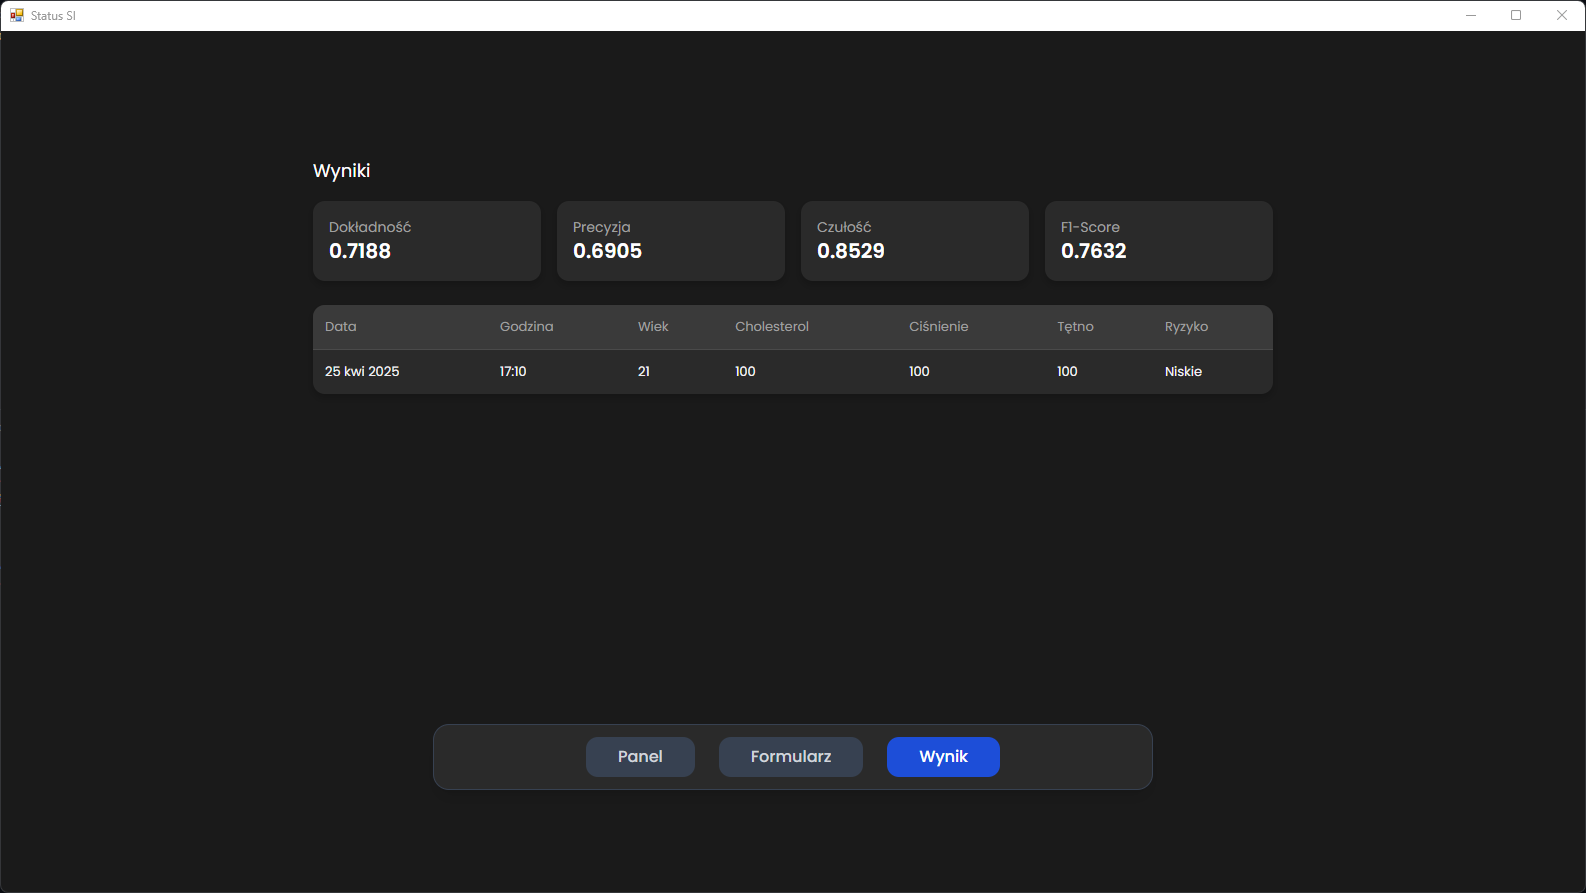 Status SI
Wyniki
Dokładność Precyzja Czułość F1-Score
0.7188 0.6905 0.8529 0.7632
Data Godzina Wiek Cholesterol Ciśnienie Tętno Ryzyko
25 kwi 2025 17:10 21 100 100 100 Niskie
Panel Formularz Wynik